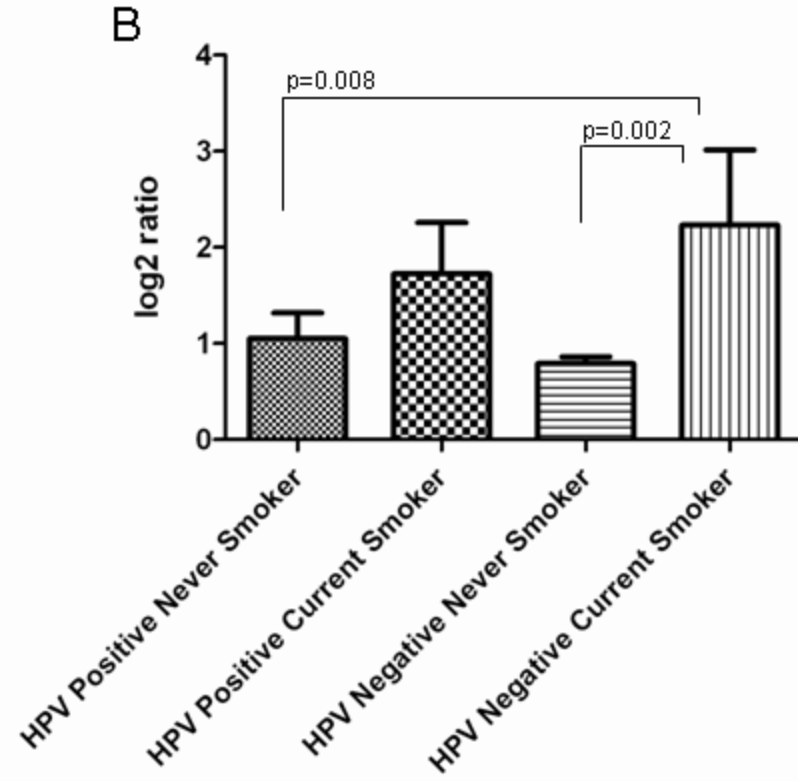 B
4
p=0.008
p=0.002
3
log2 ratio
2
1
0
HPV Positive Never Smoker
HPV Positive Current Smoker
HPV Negative Never Smoker
HPV Negative Current Smoker